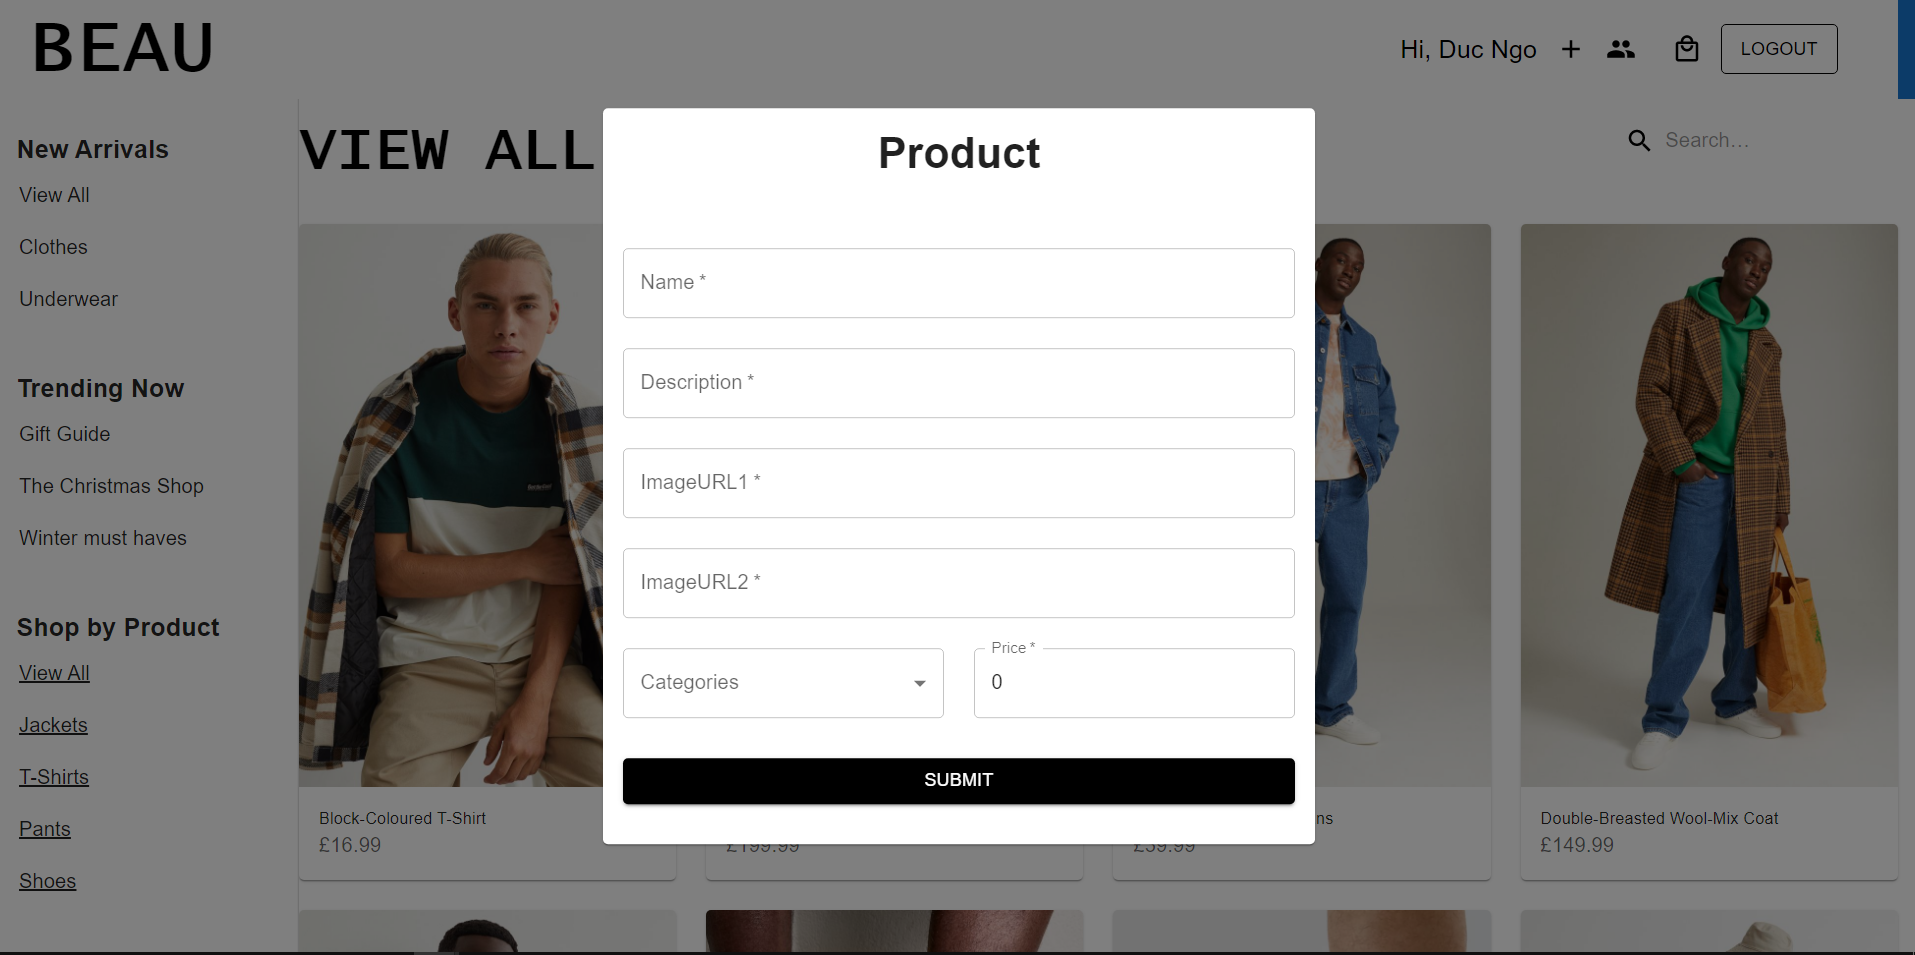 BEAU
Hi, Duc Ngo
LOGOUT
New Arrivals
View All
Clothes
Underwear
Trending Now
Gift Guide
The Christmas Shop
Winter must haves
Shop by Product
View All
Jackets
T-Shirts
Pants
Shoes
VIEW ALL
Search...
Product
Name *
Description *
ImageURL1 *
ImageURL2 *
Categories
Price *
0
SUBMIT
Block-Coloured T-Shirt
£16.99
£199.99
ns
£59.99
Double-Breasted Wool-Mix Coat
£149.99